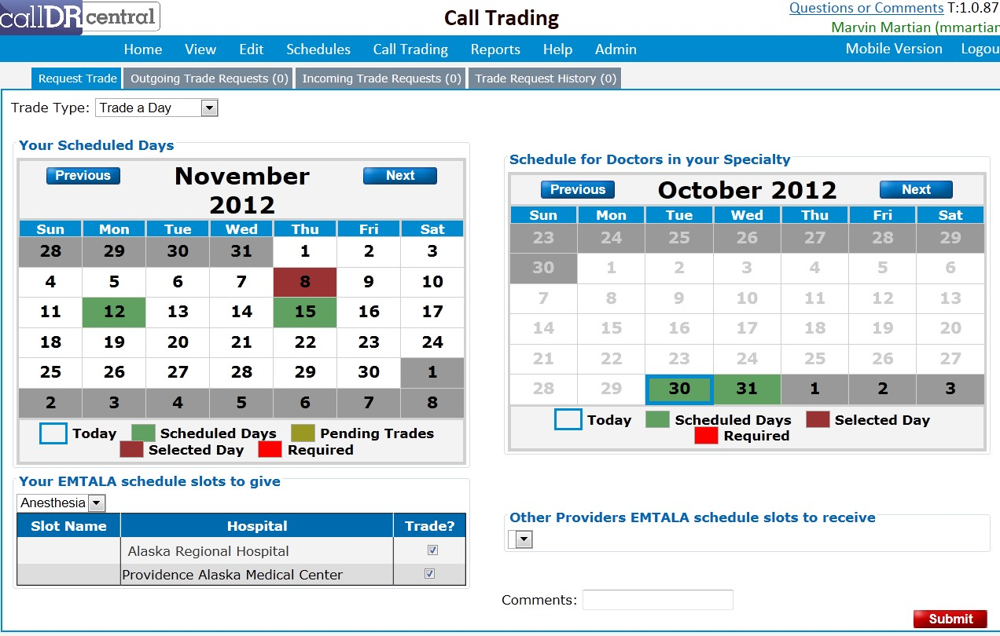 callDRcentral
Call Trading
Questions or Comments T:1.0.87
Marvin Martian (mmartian
Home View Edit Schedules Call Trading Reports Help Admin Mobile Version Logou
Request Trade Outgoing Trade Requests (0) Incoming Trade Requests (0) Trade Request History (0)
Trade Type: Trade a Day
Your Scheduled Days
Previous November 2012 Next
Sun Mon Tue Wed Thu Fri Sat
28 29 30 31 1 2 3
4 5 6 7 8 9 10
11 12 13 14 15 16 17
18 19 20 21 22 23 24
25 26 27 28 29 30 1
2 3 4 5 6 7 8
Today Scheduled Days Pending Trades
Selected Day Required
Schedule for Doctors in your Specialty
Previous October 2012 Next
Sun Mon Tue Wed Thu Fri Sat
23 24 25 26 27 28 29
30 1 2 3 4 5 6
7 8 9 10 11 12 13
14 15 16 17 18 19 20
21 22 23 24 25 26 27
28 29 30 31 1 2 3
Today Scheduled Days Selected Day
Required
Your EMTALA schedule slots to give
Anesthesia
Slot Name Hospital Trade?
Alaska Regional Hospital
Providence Alaska Medical Center
Other Providers EMTALA schedule slots to receive
Comments:
Submit